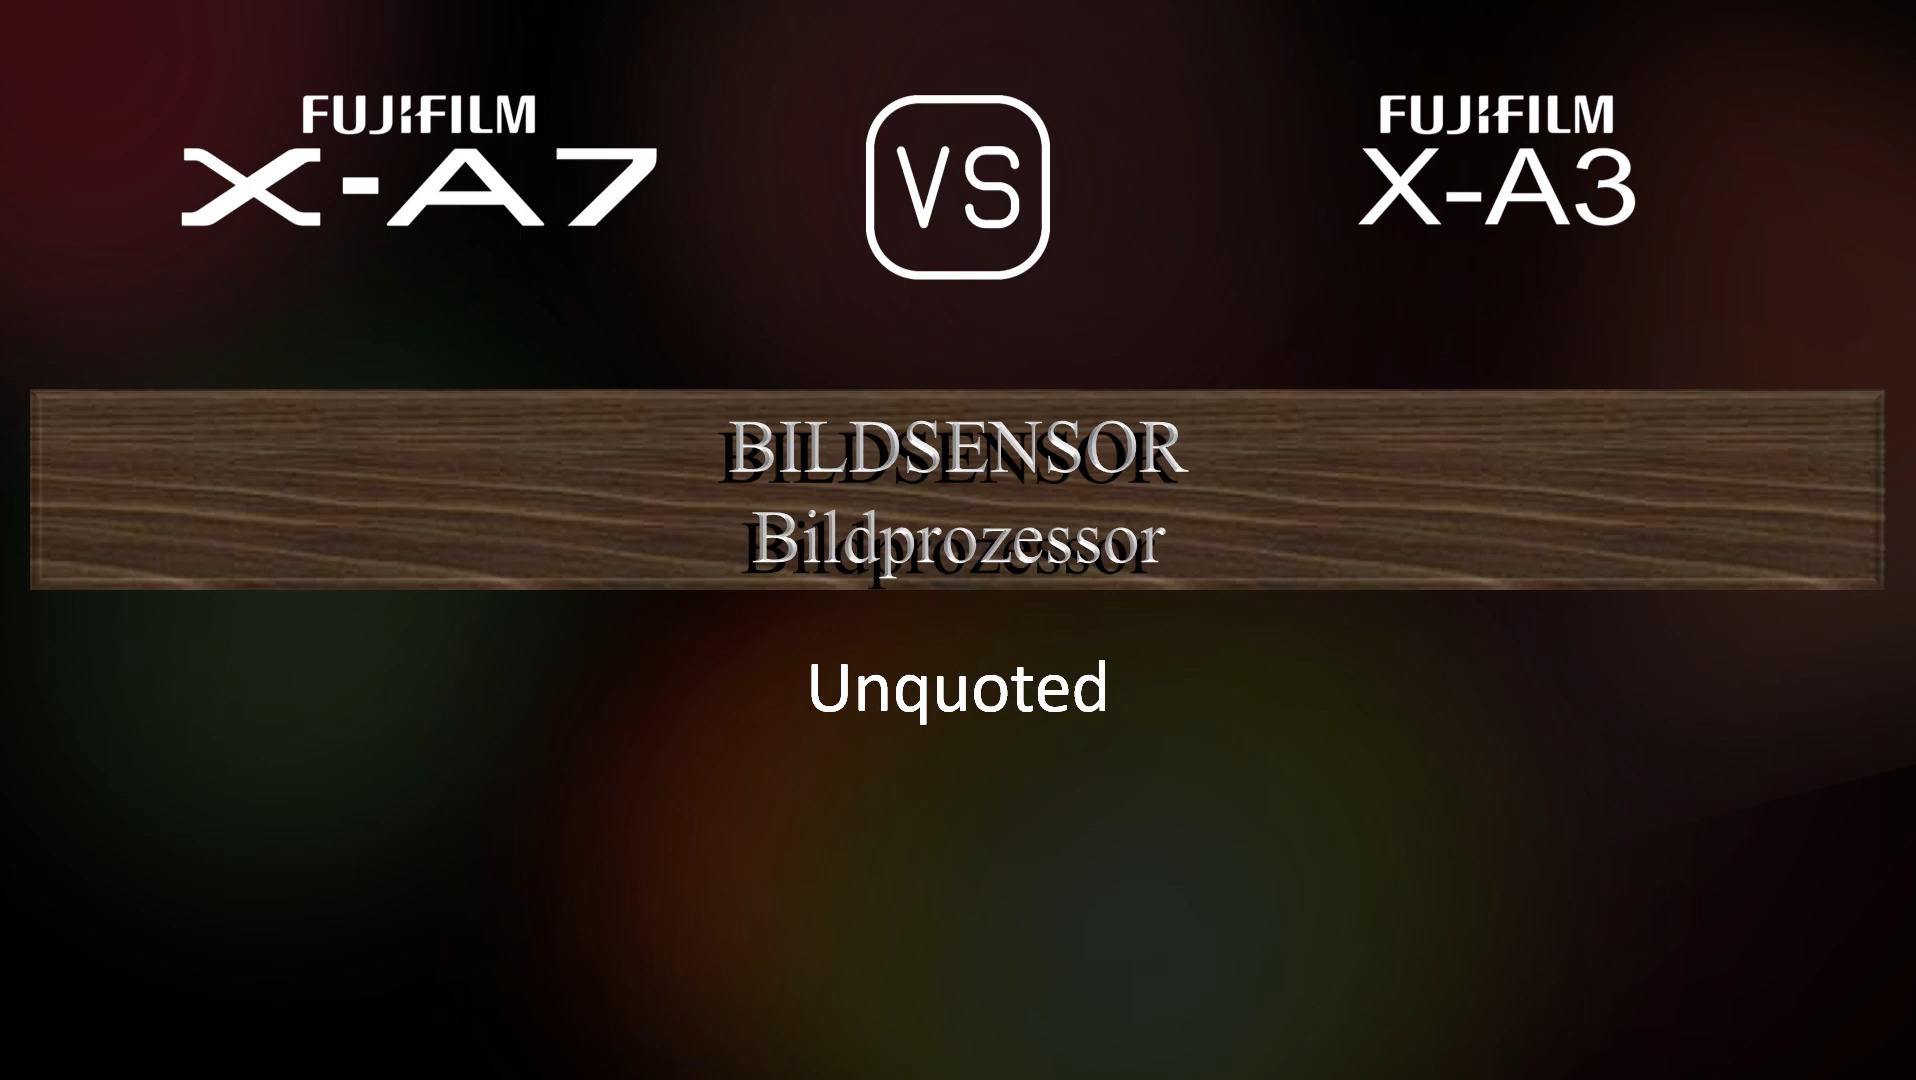 FUJIFILM
X-A7
VS
FUJIFILM
X-A3
BILDSENSOR
Bildprozessor
Unquoted